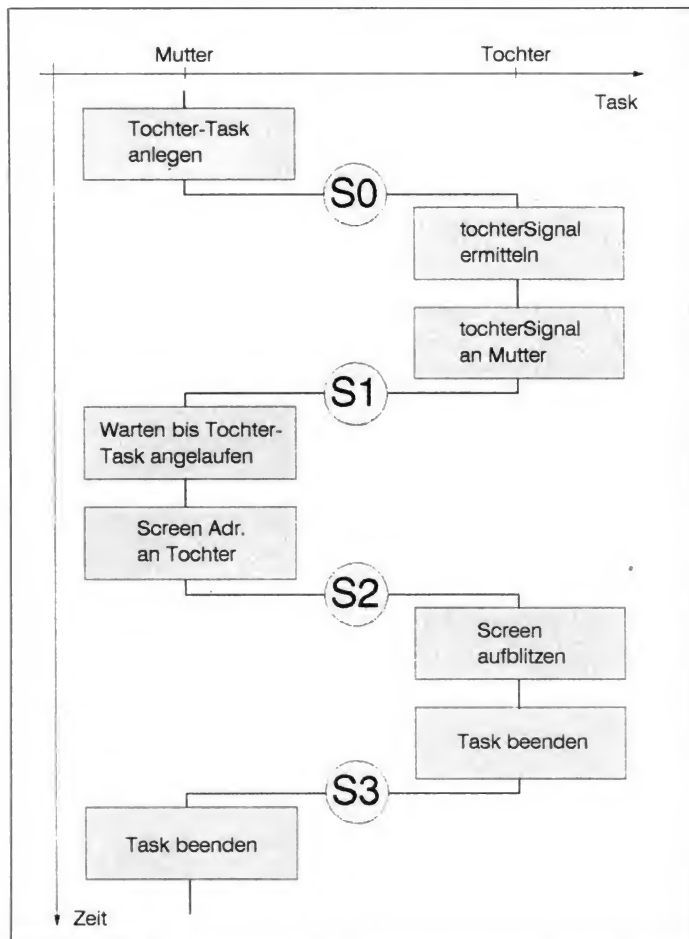 Mutter
Tochter
Task
Tochter-Task
anlegen
S0
tochterSignal
ermitteln
tochterSignal
an Mutter
S1
Warten bis Tochter-
Task angelaufen
Screen Adr.
an Tochter
S2
Screen
aufblitzen
Task beenden
S3
Task beenden
Zeit